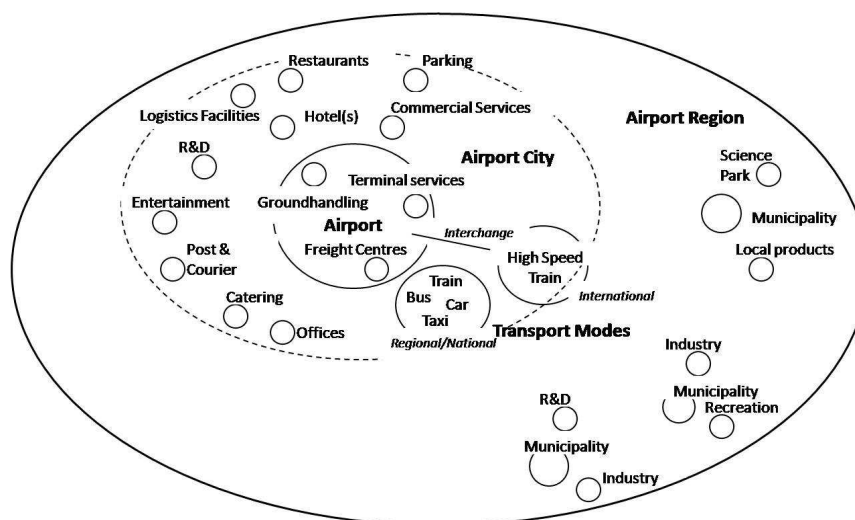 Restaurants
Parking
Logistics Facilities
Hotel(s)
Commercial Services
Airport Region
R&D
Airport City
Science
Park
Terminal services
Entertainment
Groundhandling
Airport
Interchange
Municipality
Post &
Courier
Freight Centres
High Speed
Train
Local products
Train
Bus
Car
Taxi
International
Catering
Offices
Regional/National
Transport Modes
Industry
R&D
Municipality
Recreation
Municipality
Industry